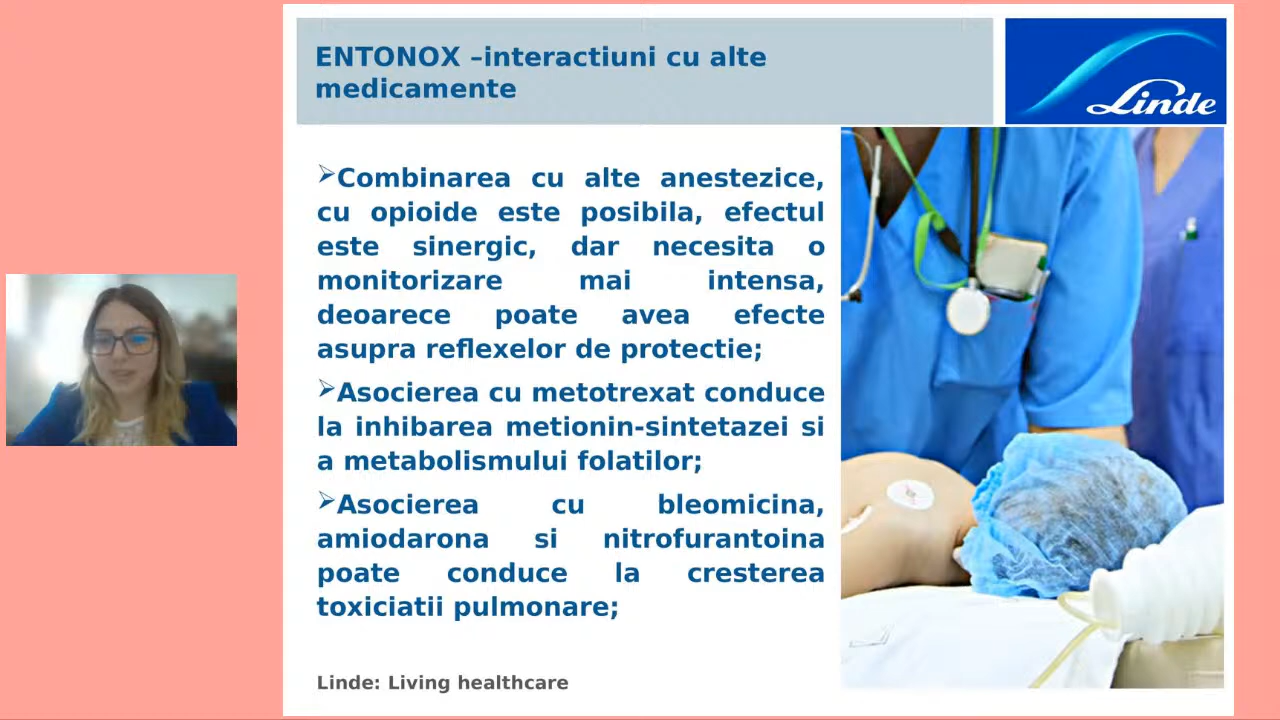 ENTONOX –interactiuni cu alte
medicamente
Linde
➢Combinarea cu alte anestezice,
cu opioide este posibila, efectul
este sinergic, dar necesita o
monitorizare mai intensa,
deoarece poate avea efecte
asupra reflexelor de protectie;
➢Asocierea cu metotrexat conduce
la inhibarea metionin-sintetazei si
a metabolismului folatilor;
➢Asocierea cu bleomicina,
amiodarona si nitrofurantoina
poate conduce la cresterea
toxiciatii pulmonare;
Linde: Living healthcare